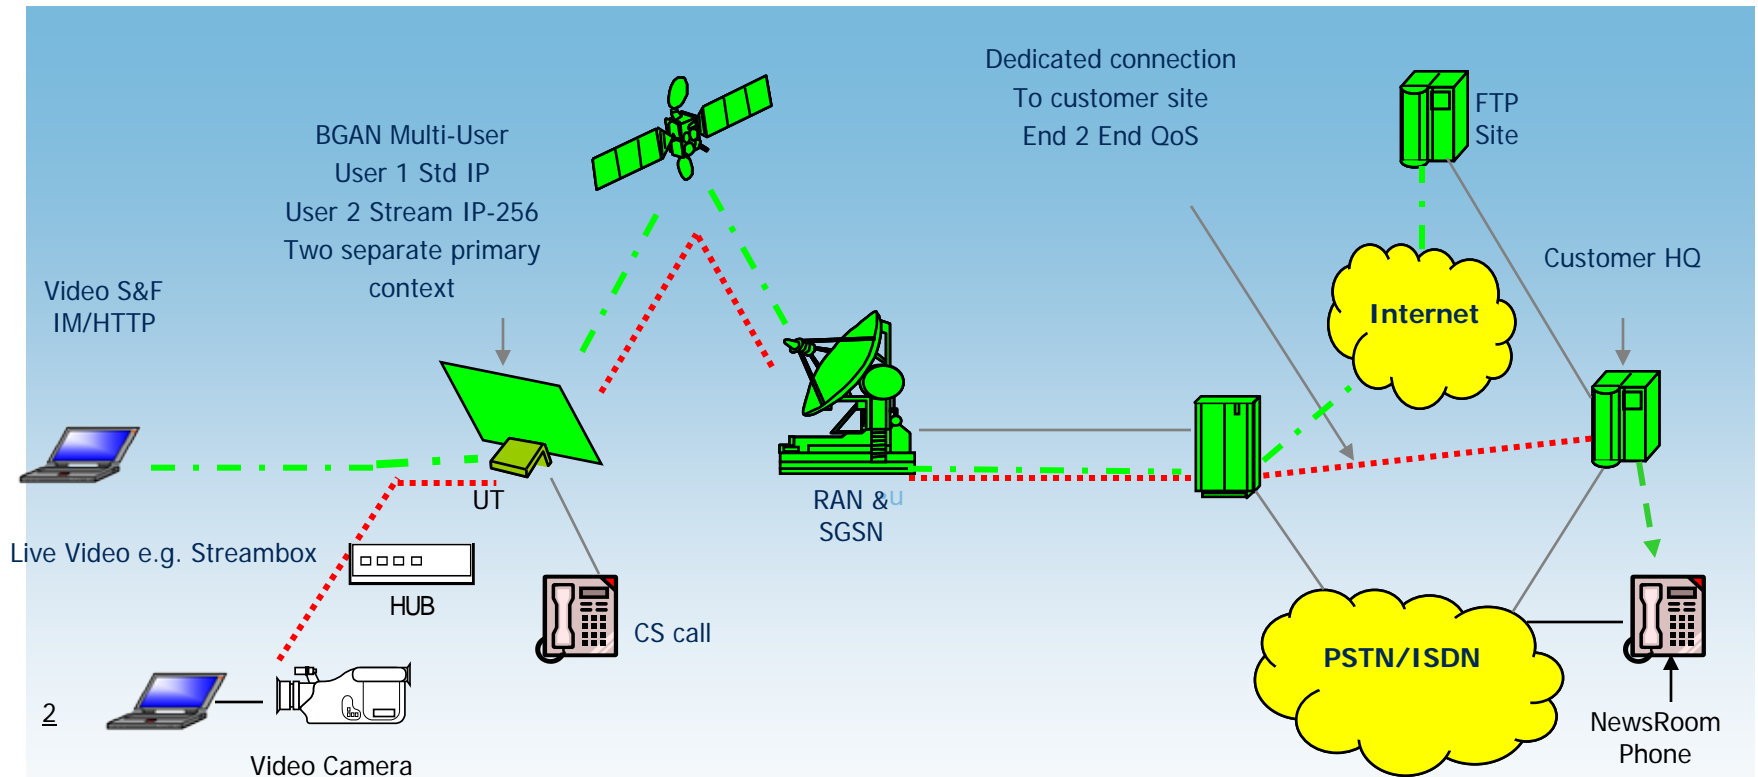 Dedicated connection
To customer site
End 2 End QoS
FTP
Site
BGAN Multi-User
User 1 Std IP
User 2 Stream IP-256
Two separate primary
context
Customer HQ
Video S&F
IM/HTTP
Internet
UT
RAN &
u
SGSN
Live Video e.g. Streambox
HUB
CS call
PSTN/ISDN
2
NewsRoom
Phone
Video Camera